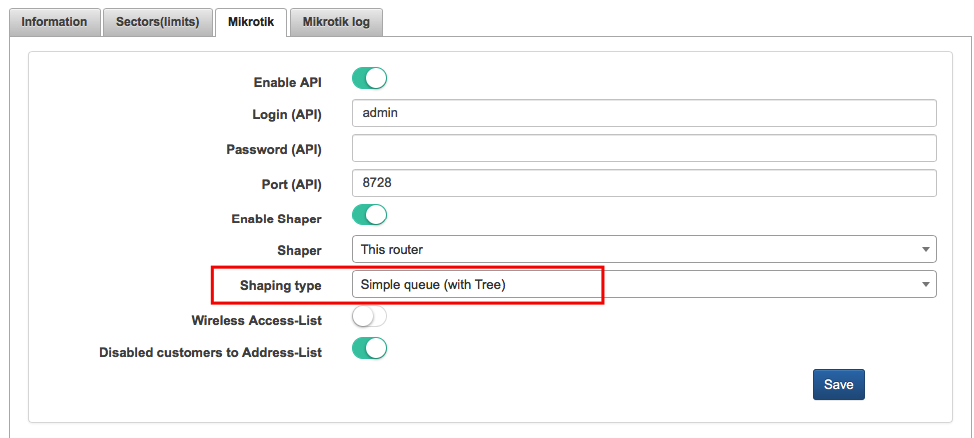 Information Sectors(limits) Mikrotik Mikrotik log
Enable API
Login (API) admin
Password (API)
Port (API) 8728
Enable Shaper
Shaper This router
Shaping type Simple queue (with Tree)
Wireless Access-List
Disabled customers to Address-List
Save